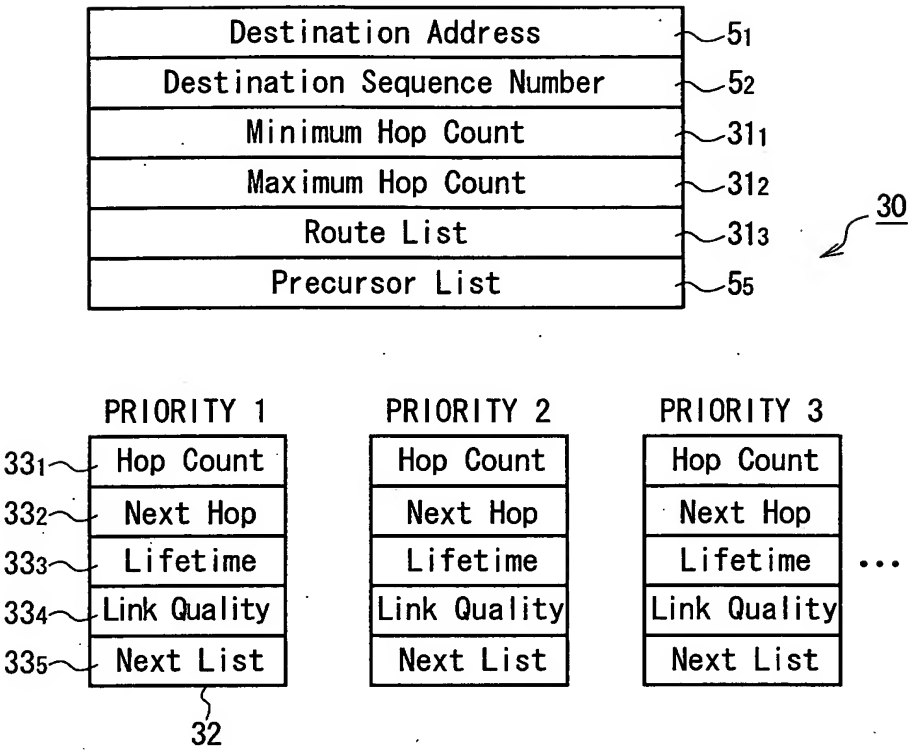 Destination Address 5₁
Destination Sequence Number 5₂
Minimum Hop Count 31₁
Maximum Hop Count 31₂
Route List 31₃
Precursor List 5₅
30
PRIORITY 1 PRIORITY 2 PRIORITY 3
33₁ Hop Count Hop Count Hop Count
33₂ Next Hop Next Hop Next Hop
33₃ Lifetime Lifetime Lifetime ...
33₄ Link Quality Link Quality Link Quality
33₅ Next List Next List Next List
32